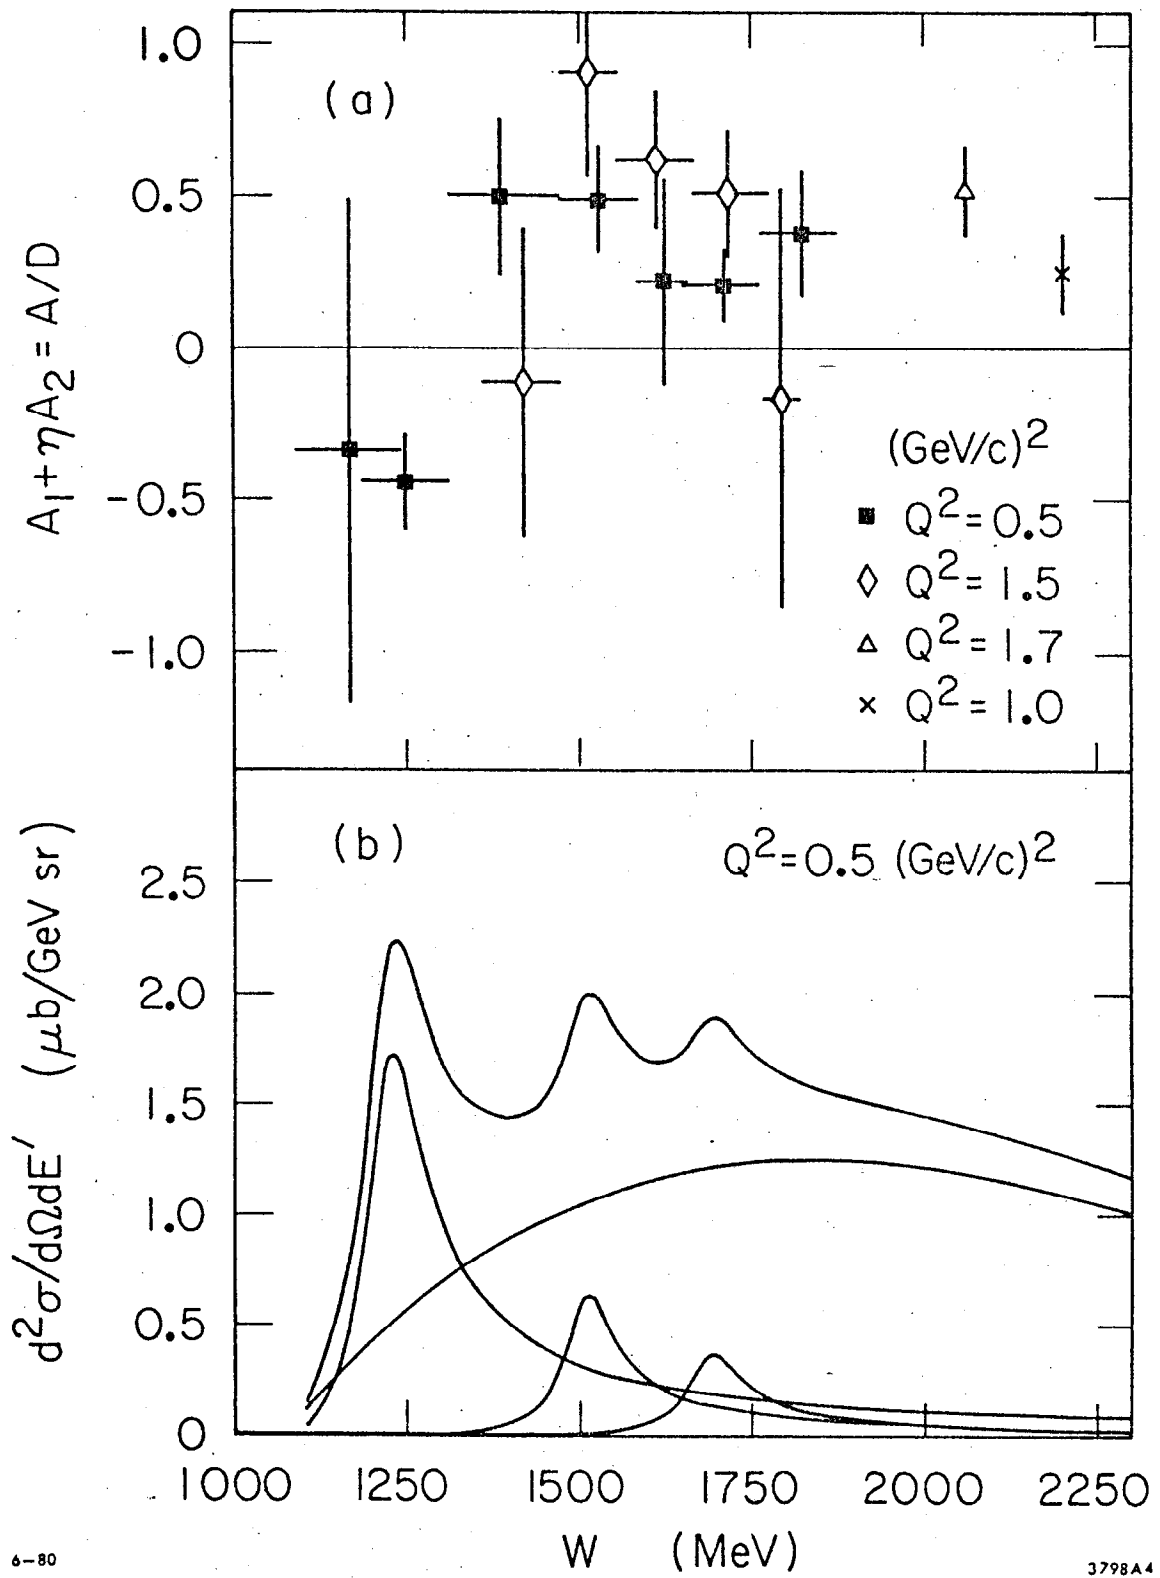 1.0
(a)
0.5
0
-0.5
-1.0
A₁+ηA₂ = A/D
(GeV/c)²
Q²= 0.5
Q²= 1.5
Q²= 1.7
Q²= 1.0
(b)
Q²=0.5 (GeV/c)²
2.5
2.0
1.5
1.0
0.5
0
d²σ/dΩdE′ (μb/GeV sr)
1000 1250 1500 1750 2000 2250
W (MeV)
6-80
3798A4